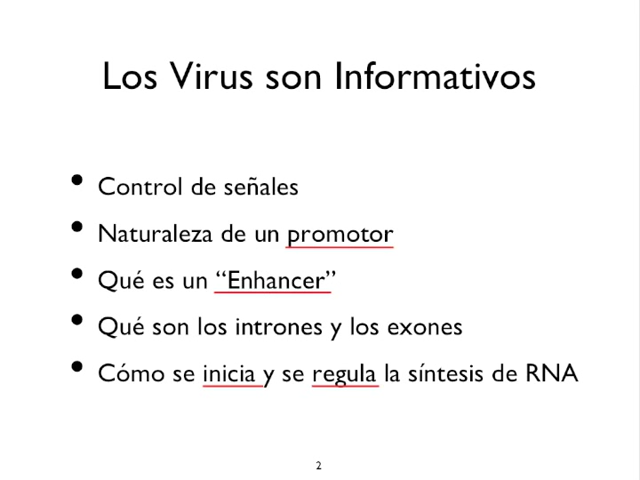 Los Virus son Informativos
• Control de señales
• Naturaleza de un promotor
• Qué es un “Enhancer”
• Qué son los intrones y los exones
• Cómo se inicia y se regula la síntesis de RNA
2